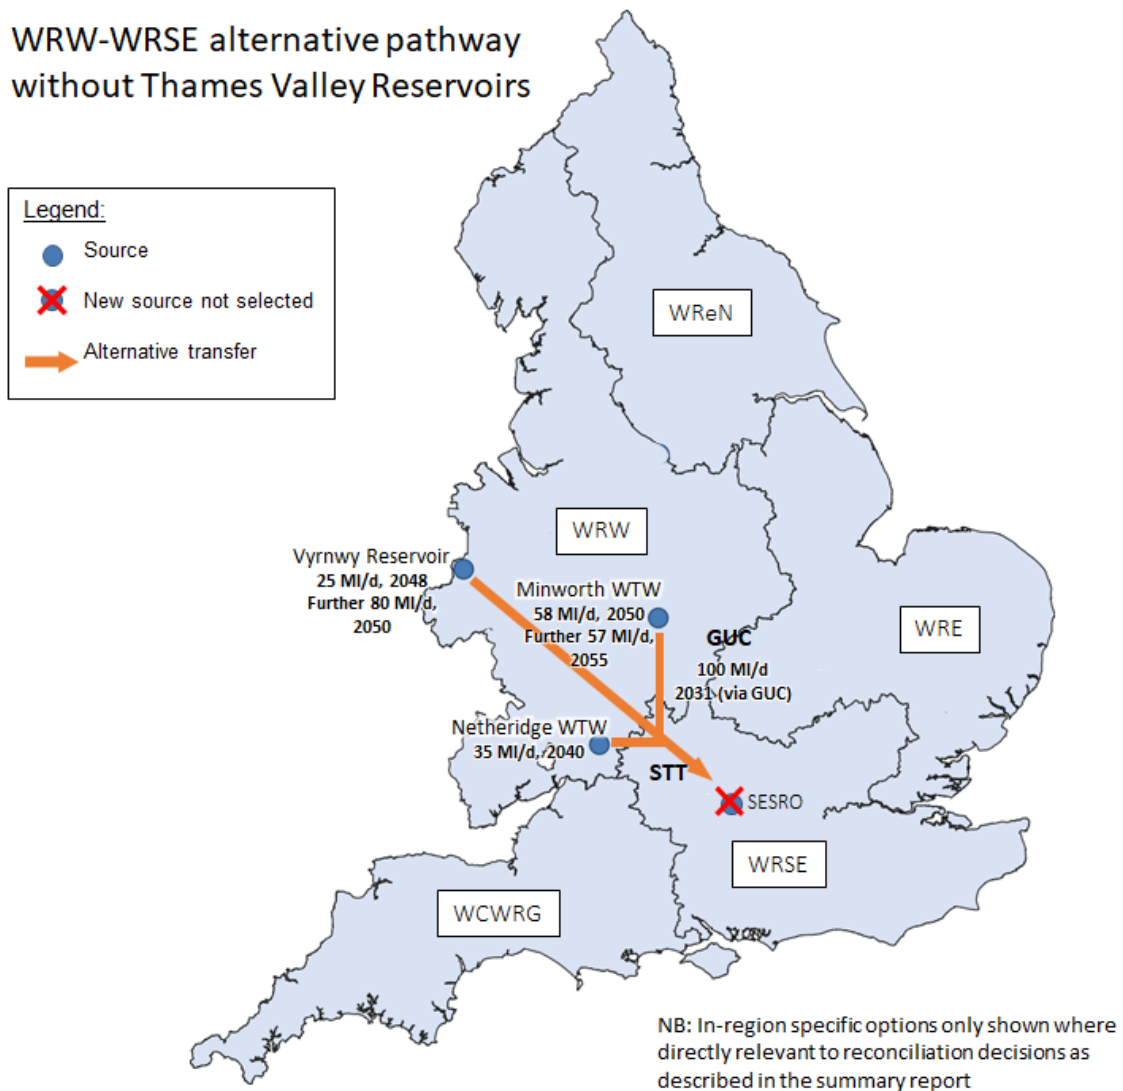 WRW-WRSE alternative pathway
without Thames Valley Reservoirs
Legend:
Source
New source not selected
Alternative transfer
WReN
WRW
Vyrnwy Reservoir
25 Ml/d, 2048
Further 80 Ml/d,
2050
Minworth WTW
58 Ml/d, 2050
Further 57 Ml/d,
2055
GUC
100 Ml/d
2031 (via GUC)
WRE
Netheridge WTW
35 Ml/d, 2040
STT
SESRO
WRSE
WCWRG
NB: In-region specific options only shown where
directly relevant to reconciliation decisions as
described in the summary report